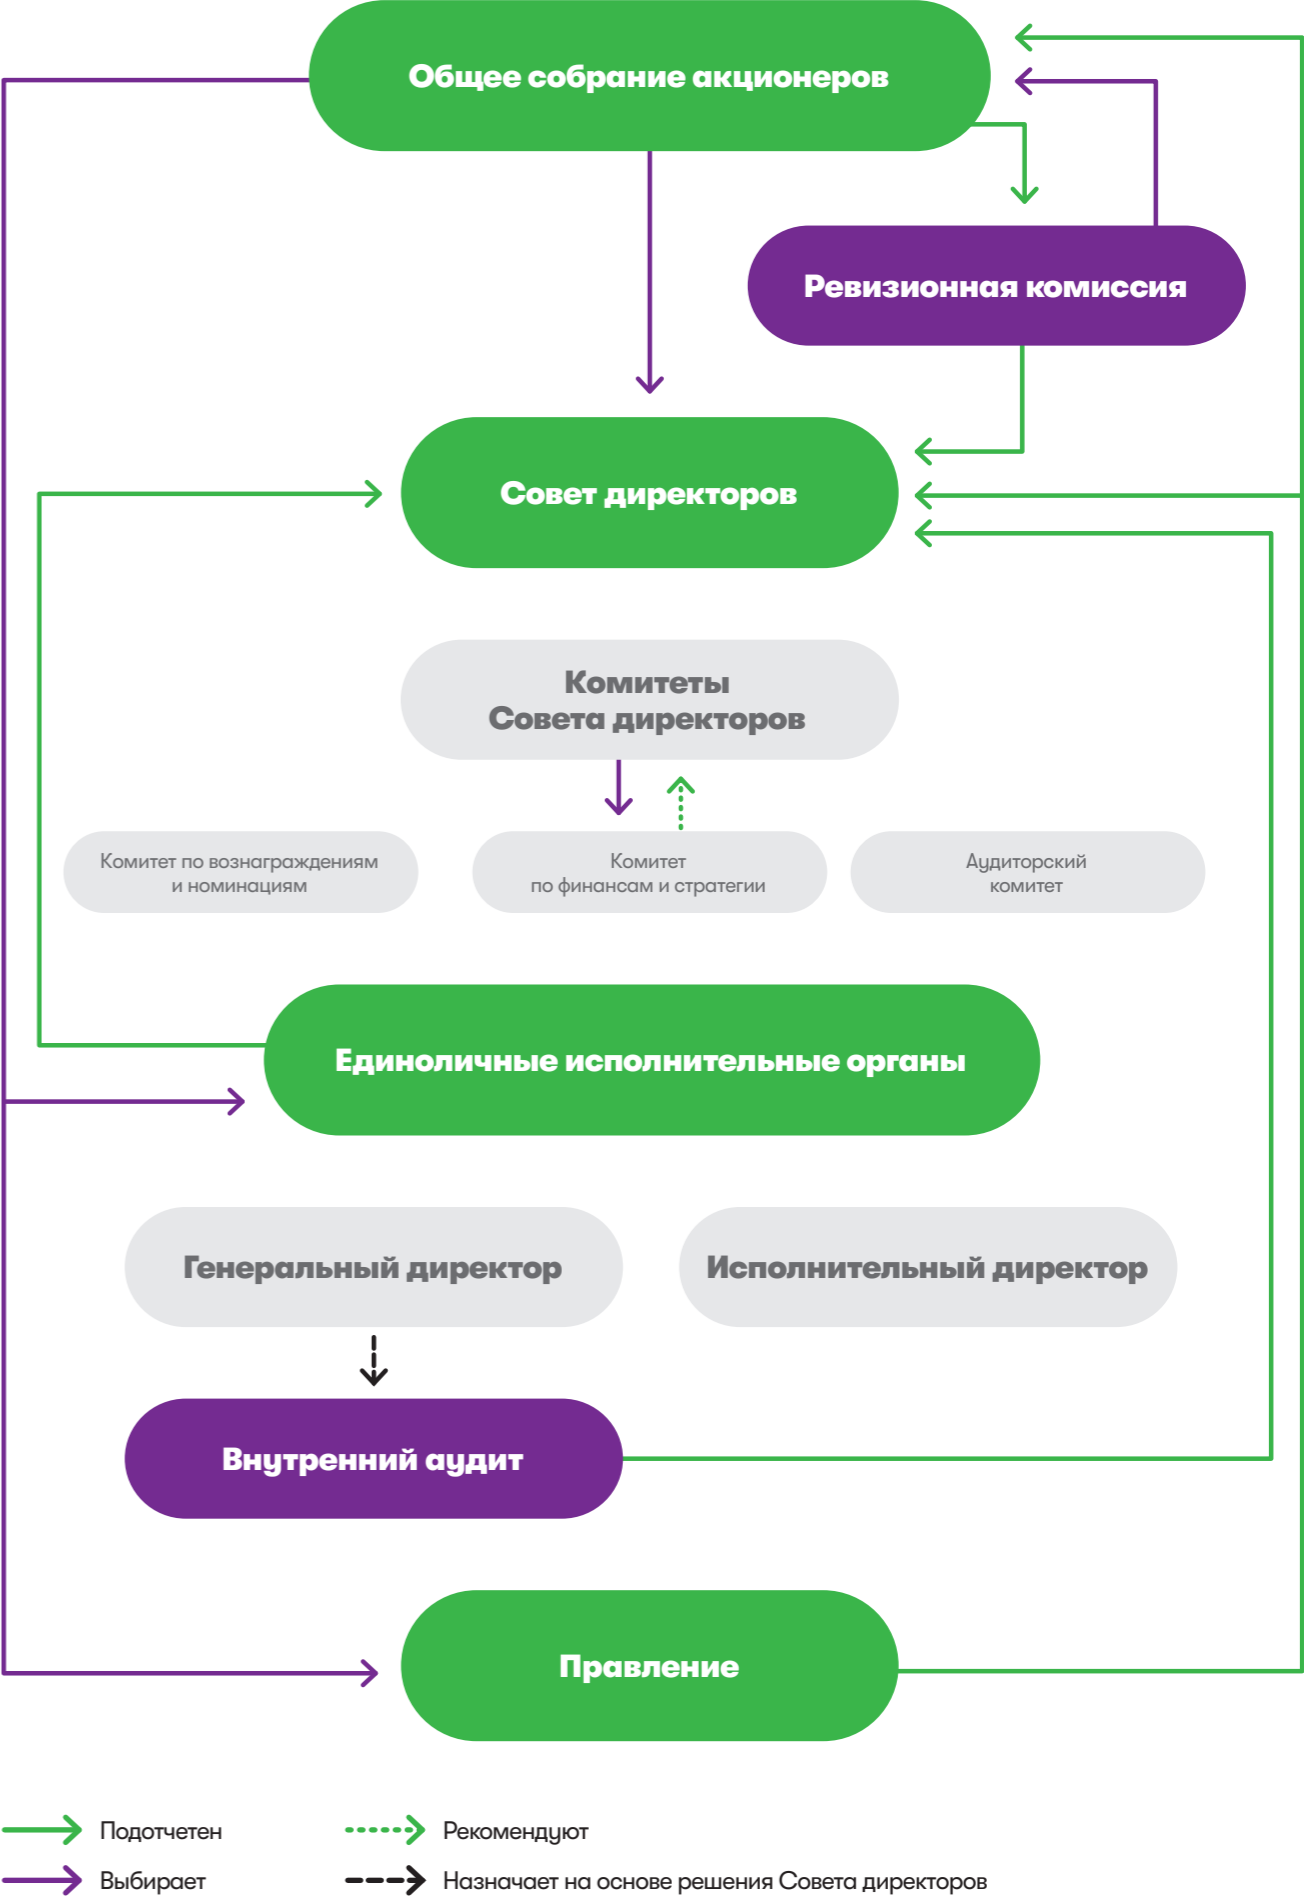 Общее собрание акционеров
Ревизионная комиссия
Совет директоров
Комитеты
Совета директоров
Комитет по вознаграждениям
и номинациям
Комитет
по финансам и стратегии
Аудиторский
комитет
Единоличные исполнительные органы
Генеральный директор
Исполнительный директор
Внутренний аудит
Правление
Подотчетен
Рекомендуют
Выбирает
Назначает на основе решения Совета директоров